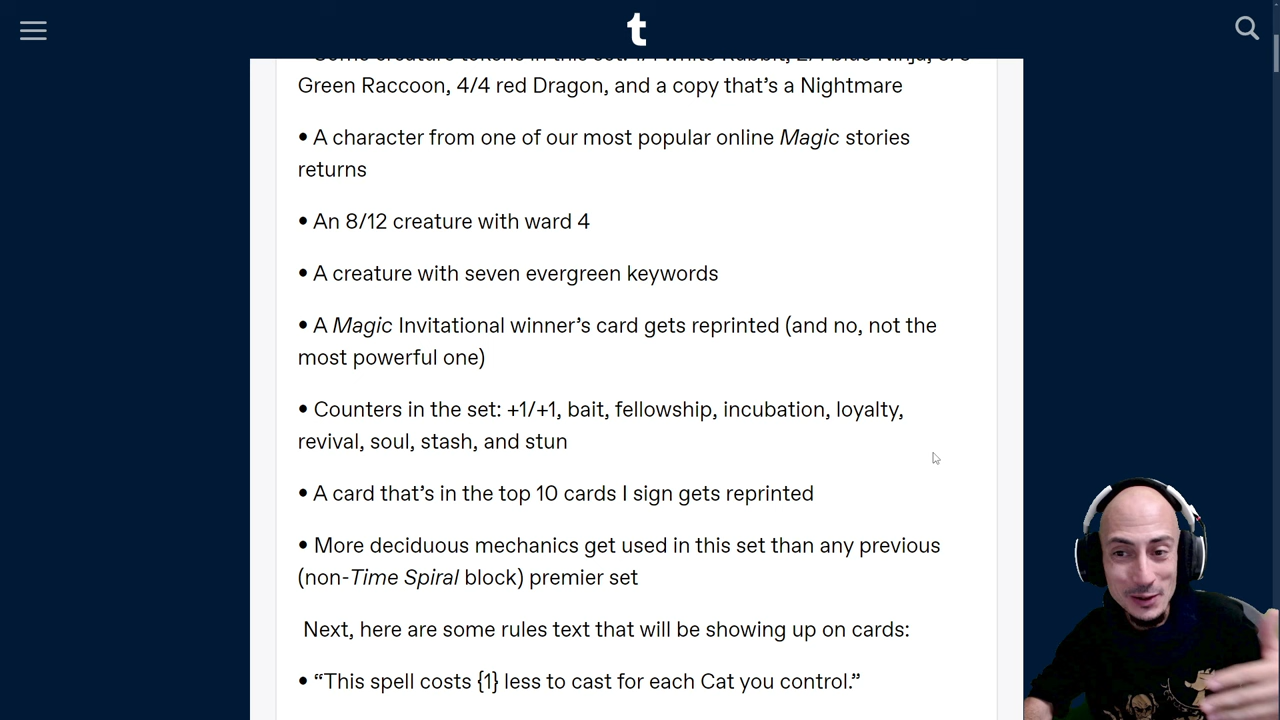 t
Green Raccoon, 4/4 red Dragon, and a copy that’s a Nightmare
• A character from one of our most popular online Magic stories
returns
• An 8/12 creature with ward 4
• A creature with seven evergreen keywords
• A Magic Invitational winner’s card gets reprinted (and no, not the
most powerful one)
• Counters in the set: +1/+1, bait, fellowship, incubation, loyalty,
revival, soul, stash, and stun
• A card that’s in the top 10 cards I sign gets reprinted
• More deciduous mechanics get used in this set than any previous
(non-Time Spiral block) premier set
Next, here are some rules text that will be showing up on cards:
• “This spell costs {1} less to cast for each Cat you control.”